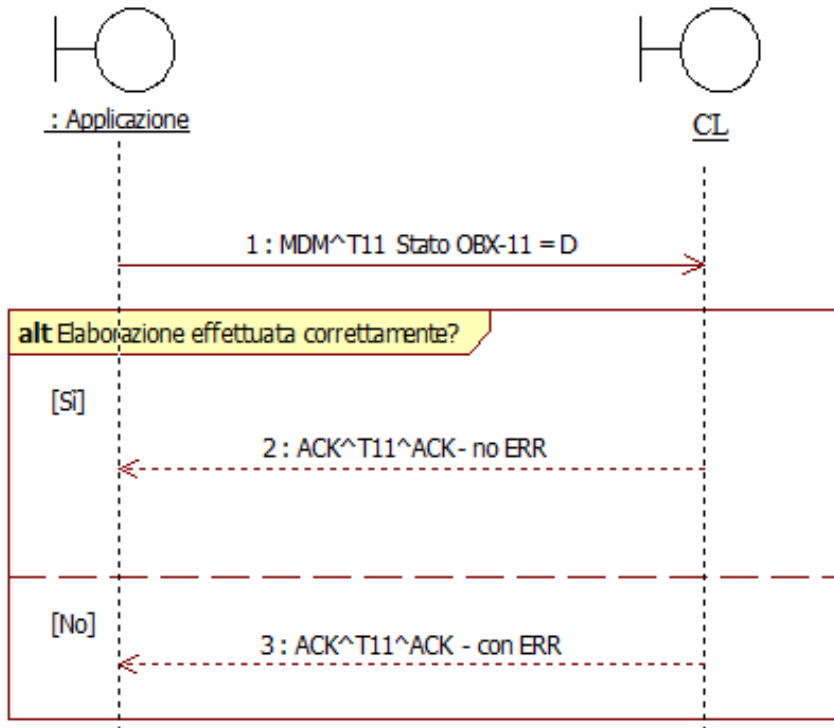 : Applicazione
CL
1 : MDM^T11 Stato OBX-11 = D
alt Elaborazione effettuata correttamente?
[Sì]
2 : ACK^T11^ACK - no ERR
[No]
3 : ACK^T11^ACK - con ERR